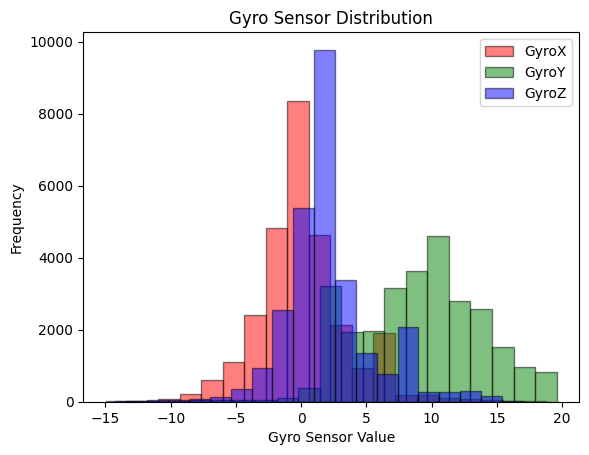 Gyro Sensor Distribution
GyroX
GyroY
GyroZ
10000
8000
6000
4000
2000
0
Frequency
−15
−10
−5
0
5
10
15
20
Gyro Sensor Value